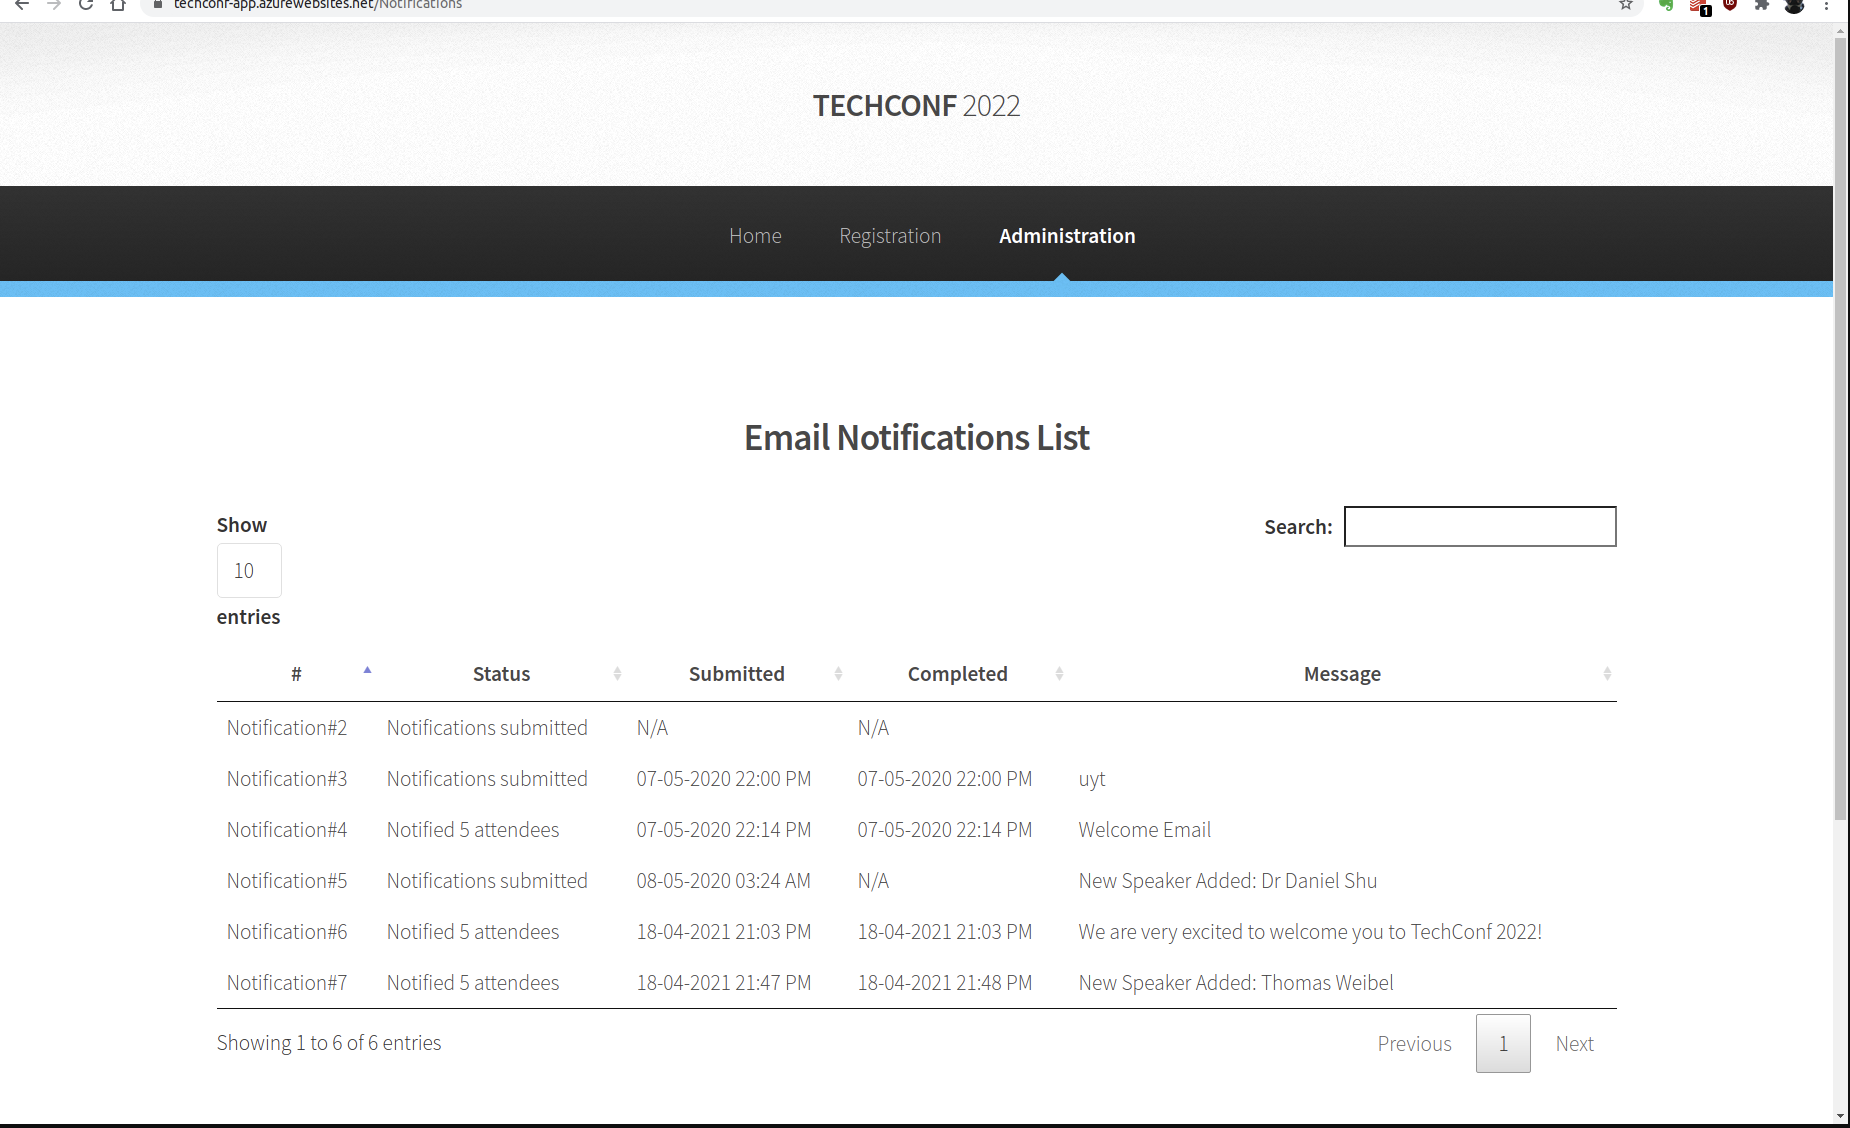 techconf-app.azurewebsites.net/Notifications
1
TECHCONF 2022
Home Registration Administration
Email Notifications List
Show
10
entries
Search:
# Status Submitted Completed Message
Notification#2 Notifications submitted N/A N/A
Notification#3 Notifications submitted 07-05-2020 22:00 PM 07-05-2020 22:00 PM uyt
Notification#4 Notified 5 attendees 07-05-2020 22:14 PM 07-05-2020 22:14 PM Welcome Email
Notification#5 Notifications submitted 08-05-2020 03:24 AM N/A New Speaker Added: Dr Daniel Shu
Notification#6 Notified 5 attendees 18-04-2021 21:03 PM 18-04-2021 21:03 PM We are very excited to welcome you to TechConf 2022!
Notification#7 Notified 5 attendees 18-04-2021 21:47 PM 18-04-2021 21:48 PM New Speaker Added: Thomas Weibel
Showing 1 to 6 of 6 entries
Previous 1 Next